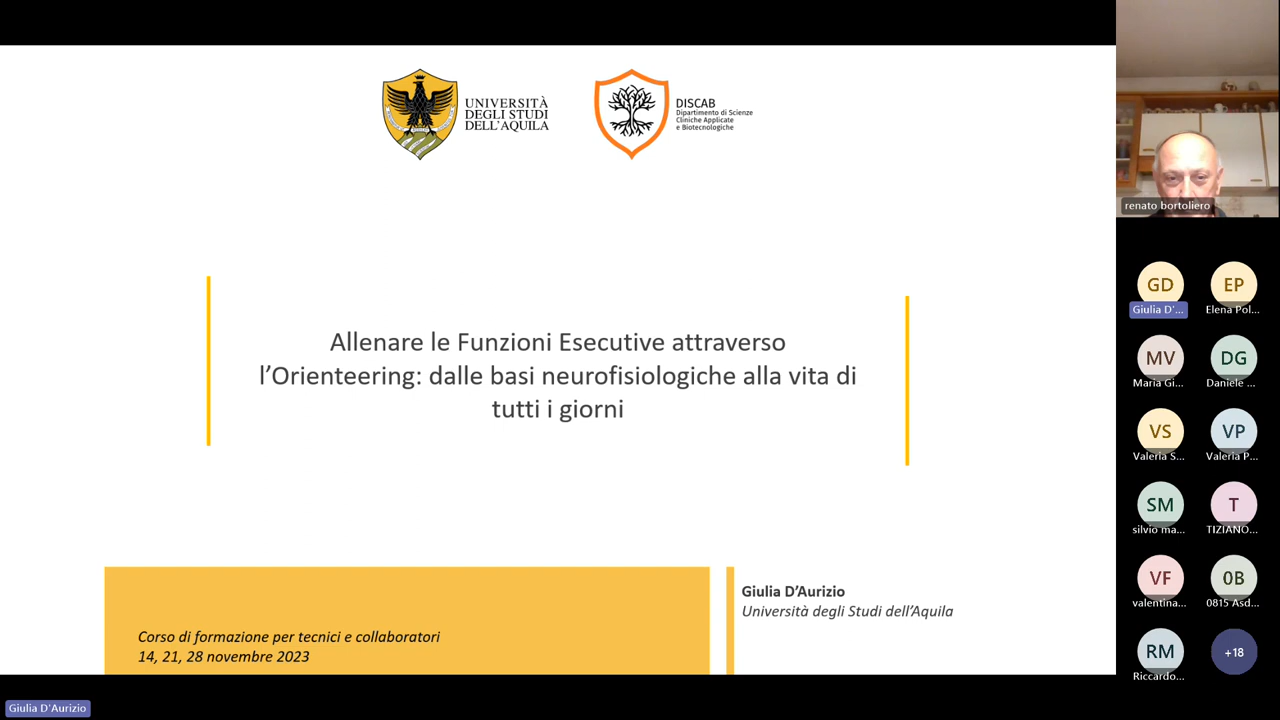 UNIVERSITÀ
DEGLI STUDI
DELL'AQUILA
DISCAB
Dipartimento di Scienze
Cliniche Applicate
e Biotecnologiche
Allenare le Funzioni Esecutive attraverso
l'Orienteering: dalle basi neurofisiologiche alla vita di
tutti i giorni
Corso di formazione per tecnici e collaboratori
14, 21, 28 novembre 2023
Giulia D'Aurizio
Università degli Studi dell'Aquila
Giulia D'Aurizio
renato bortoliero
GD
EP
Giulia D'...
Elena Pol...
MV
DG
Maria Gi...
Daniele ...
VS
VP
Valeria S...
Valeria P...
SM
T
silvio ma...
TIZIANO...
VF
0B
valentina...
0815 Asd...
RM
+18
Riccardo...